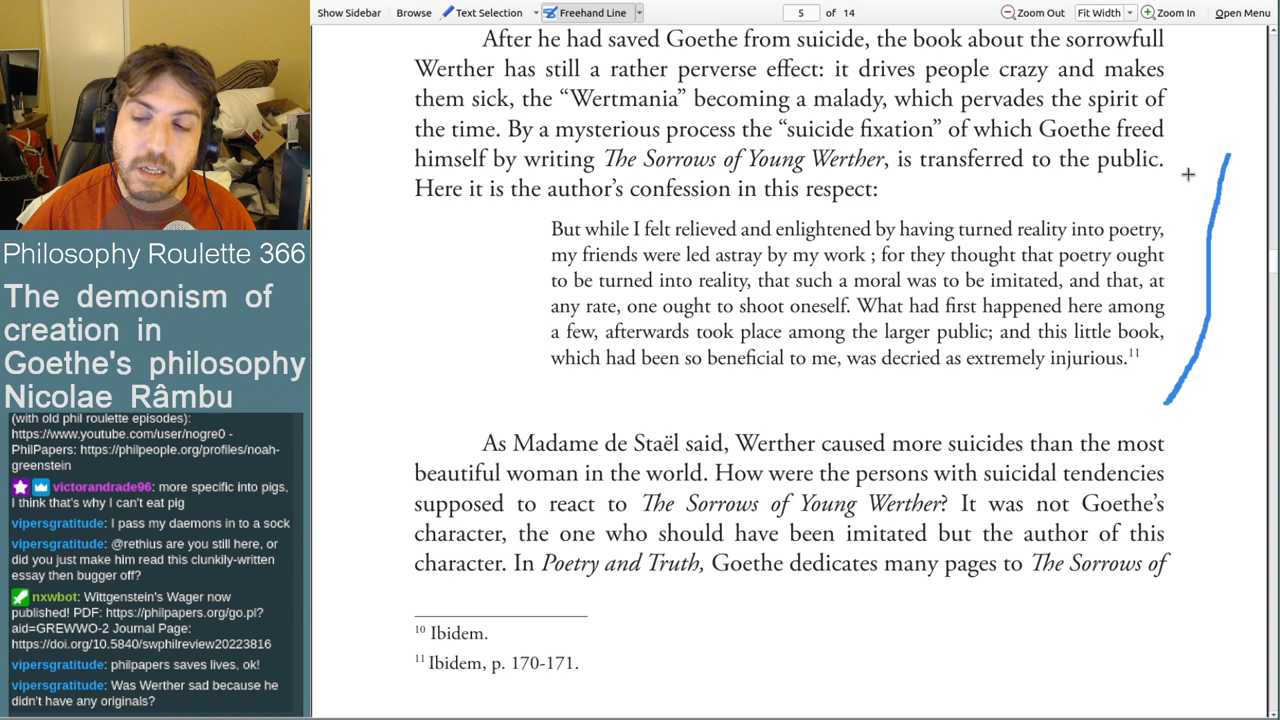 Show Sidebar Browse Text Selection Freehand Line 5 of 14 Zoom Out Fit Width Zoom In Open Menu
After he had saved Goethe from suicide, the book about the sorrowfull
Werther has still a rather perverse effect: it drives people crazy and makes
them sick, the “Wertmania” becoming a malady, which pervades the spirit of
the time. By a mysterious process the “suicide fixation” of which Goethe freed
himself by writing The Sorrows of Young Werther, is transferred to the public.
Here it is the author’s confession in this respect:
But while I felt relieved and enlightened by having turned reality into poetry,
my friends were led astray by my work ; for they thought that poetry ought
to be turned into reality, that such a moral was to be imitated, and that, at
any rate, one ought to shoot oneself. What had first happened here among
a few, afterwards took place among the larger public; and this little book,
which had been so beneficial to me, was decried as extremely injurious.11
As Madame de Staël said, Werther caused more suicides than the most
beautiful woman in the world. How were the persons with suicidal tendencies
supposed to react to The Sorrows of Young Werther? It was not Goethe’s
character, the one who should have been imitated but the author of this
character. In Poetry and Truth, Goethe dedicates many pages to The Sorrows of
10 Ibidem.
11 Ibidem, p. 170-171.
Philosophy Roulette 366
The demonism of
creation in
Goethe's philosophy
Nicolae Râmbu
(with old phil roulette episodes):
https://www.youtube.com/user/nogre0 -
PhilPapers: https://philpeople.org/profiles/noah-
greenstein
victorandrade96: more specific into pigs,
I think that's why I can't eat pig
vipersgratitude: I pass my daemons in to a sock
vipersgratitude: @rethius are you still here, or
did you just make him read this clunkily-written
essay then bugger off?
nxwbot: Wittgenstein's Wager now
published! PDF: https://philpapers.org/go.pl?
aid=GREWWO-2 Journal Page:
https://doi.org/10.5840/swphilreview20223816
vipersgratitude: philpapers saves lives, ok!
vipersgratitude: Was Werther sad because he
didn't have any originals?